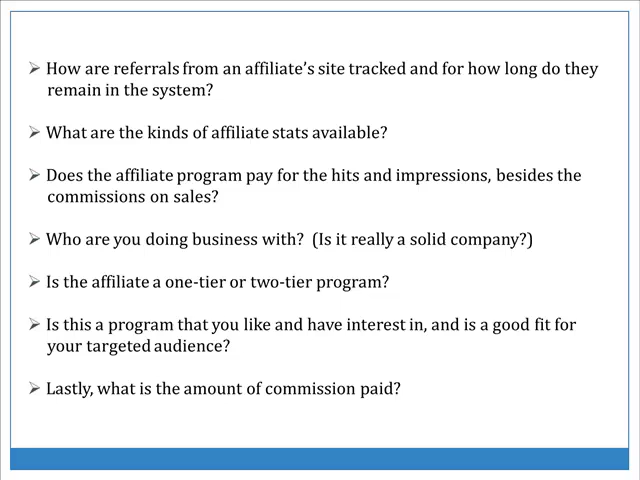 ➢ How are referrals from an affiliate's site tracked and for how long do they
remain in the system?
➢ What are the kinds of affiliate stats available?
➢ Does the affiliate program pay for the hits and impressions, besides the
commissions on sales?
➢ Who are you doing business with?  (Is it really a solid company?)
➢ Is the affiliate a one-tier or two-tier program?
➢ Is this a program that you like and have interest in, and is a good fit for
your targeted audience?
➢ Lastly, what is the amount of commission paid?